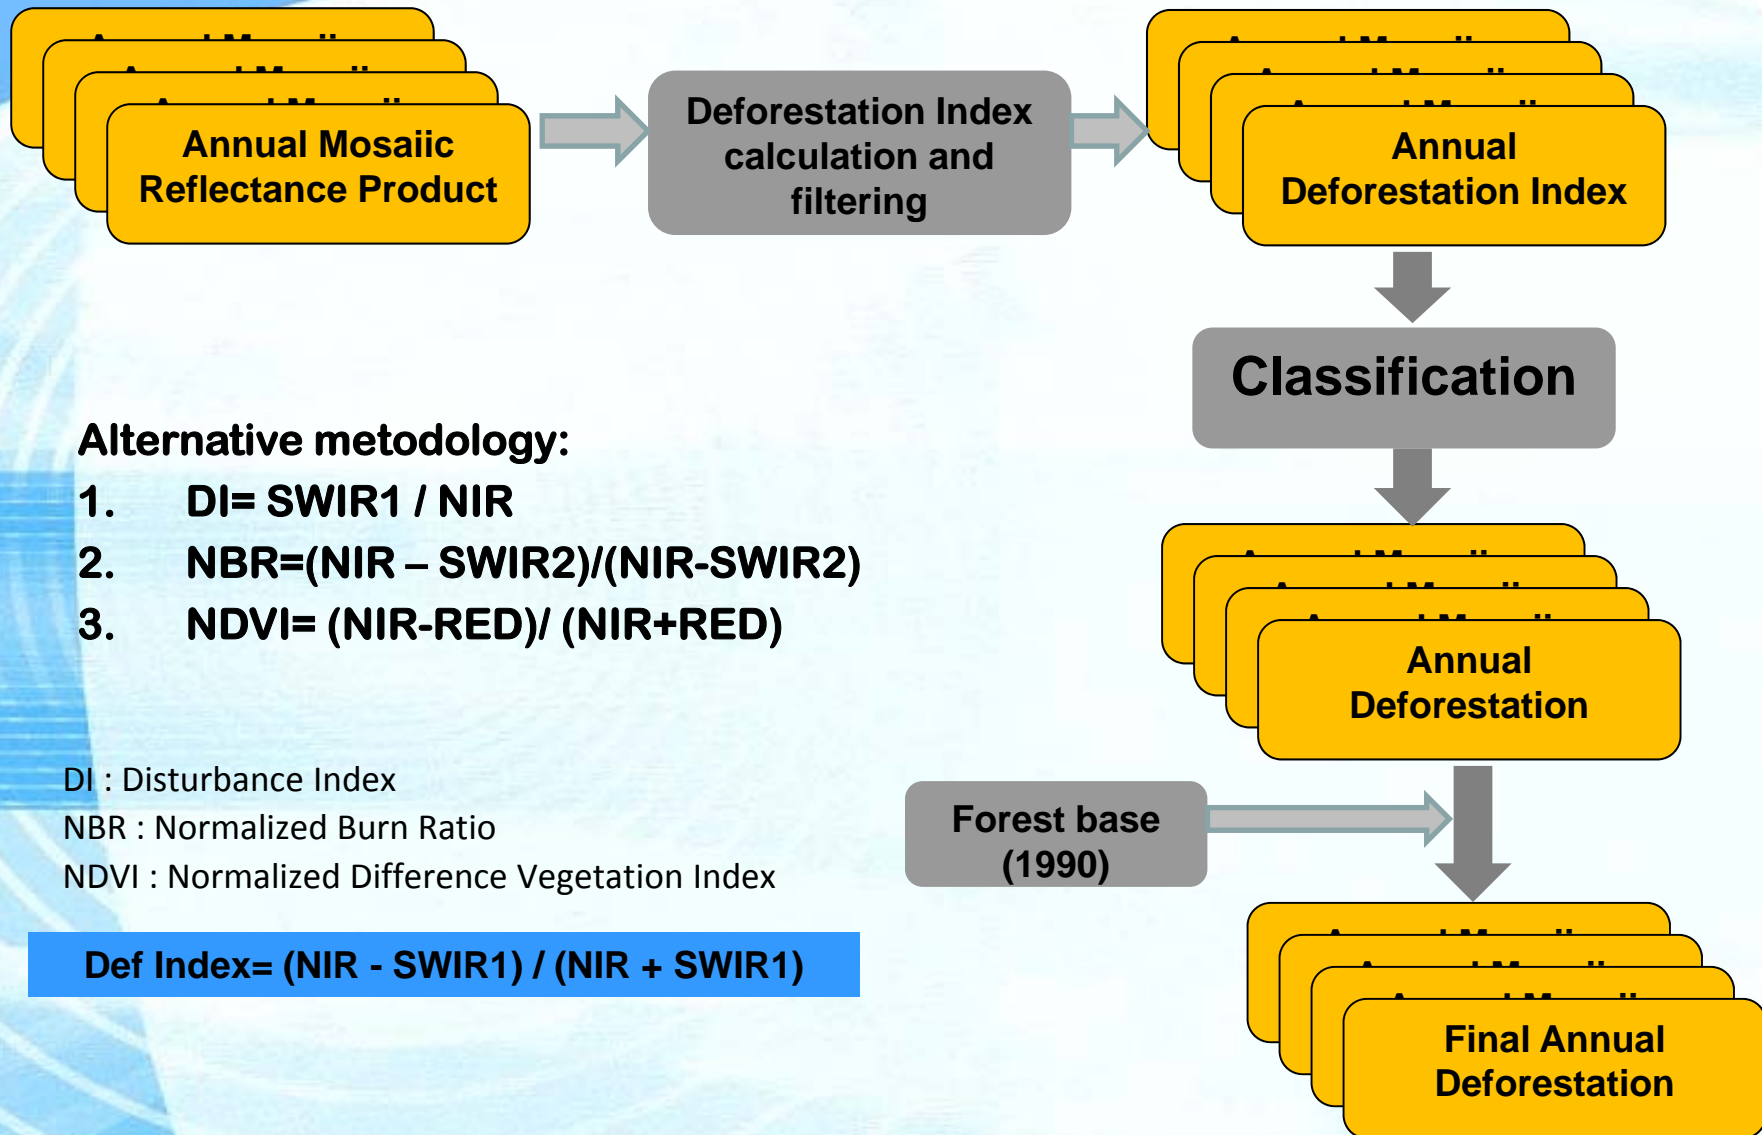 Annual Mosaiic
Reflectance Product
Deforestation Index
calculation and
filtering
Annual
Deforestation Index
Classification
Alternative metodology:
1. DI= SWIR1 / NIR
2. NBR=(NIR – SWIR2)/(NIR-SWIR2)
3. NDVI= (NIR-RED)/ (NIR+RED)
Annual
Deforestation
DI : Disturbance Index
NBR : Normalized Burn Ratio
NDVI : Normalized Difference Vegetation Index
Forest base
(1990)
Def Index= (NIR - SWIR1) / (NIR + SWIR1)
Final Annual
Deforestation